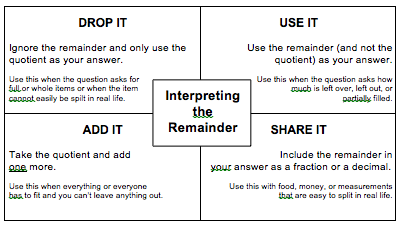 DROP IT
Ignore the remainder and only use the
quotient as your answer.
Use this when the question asks for
full or whole items or when the item
cannot easily be spilt in real life.
USE IT
Use the remainder (and not the
quotient) as your answer.
Use this when the question asks how
much is left over, left out, or
partially filled.
Interpreting
the
Remainder
ADD IT
Take the quotient and add
one more.
Use this when everything or everyone
has to fit and you can't leave anything out.
SHARE IT
Include the remainder in
your answer as a fraction or a decimal.
Use this with food, money, or measurements
that are easy to split in real life.